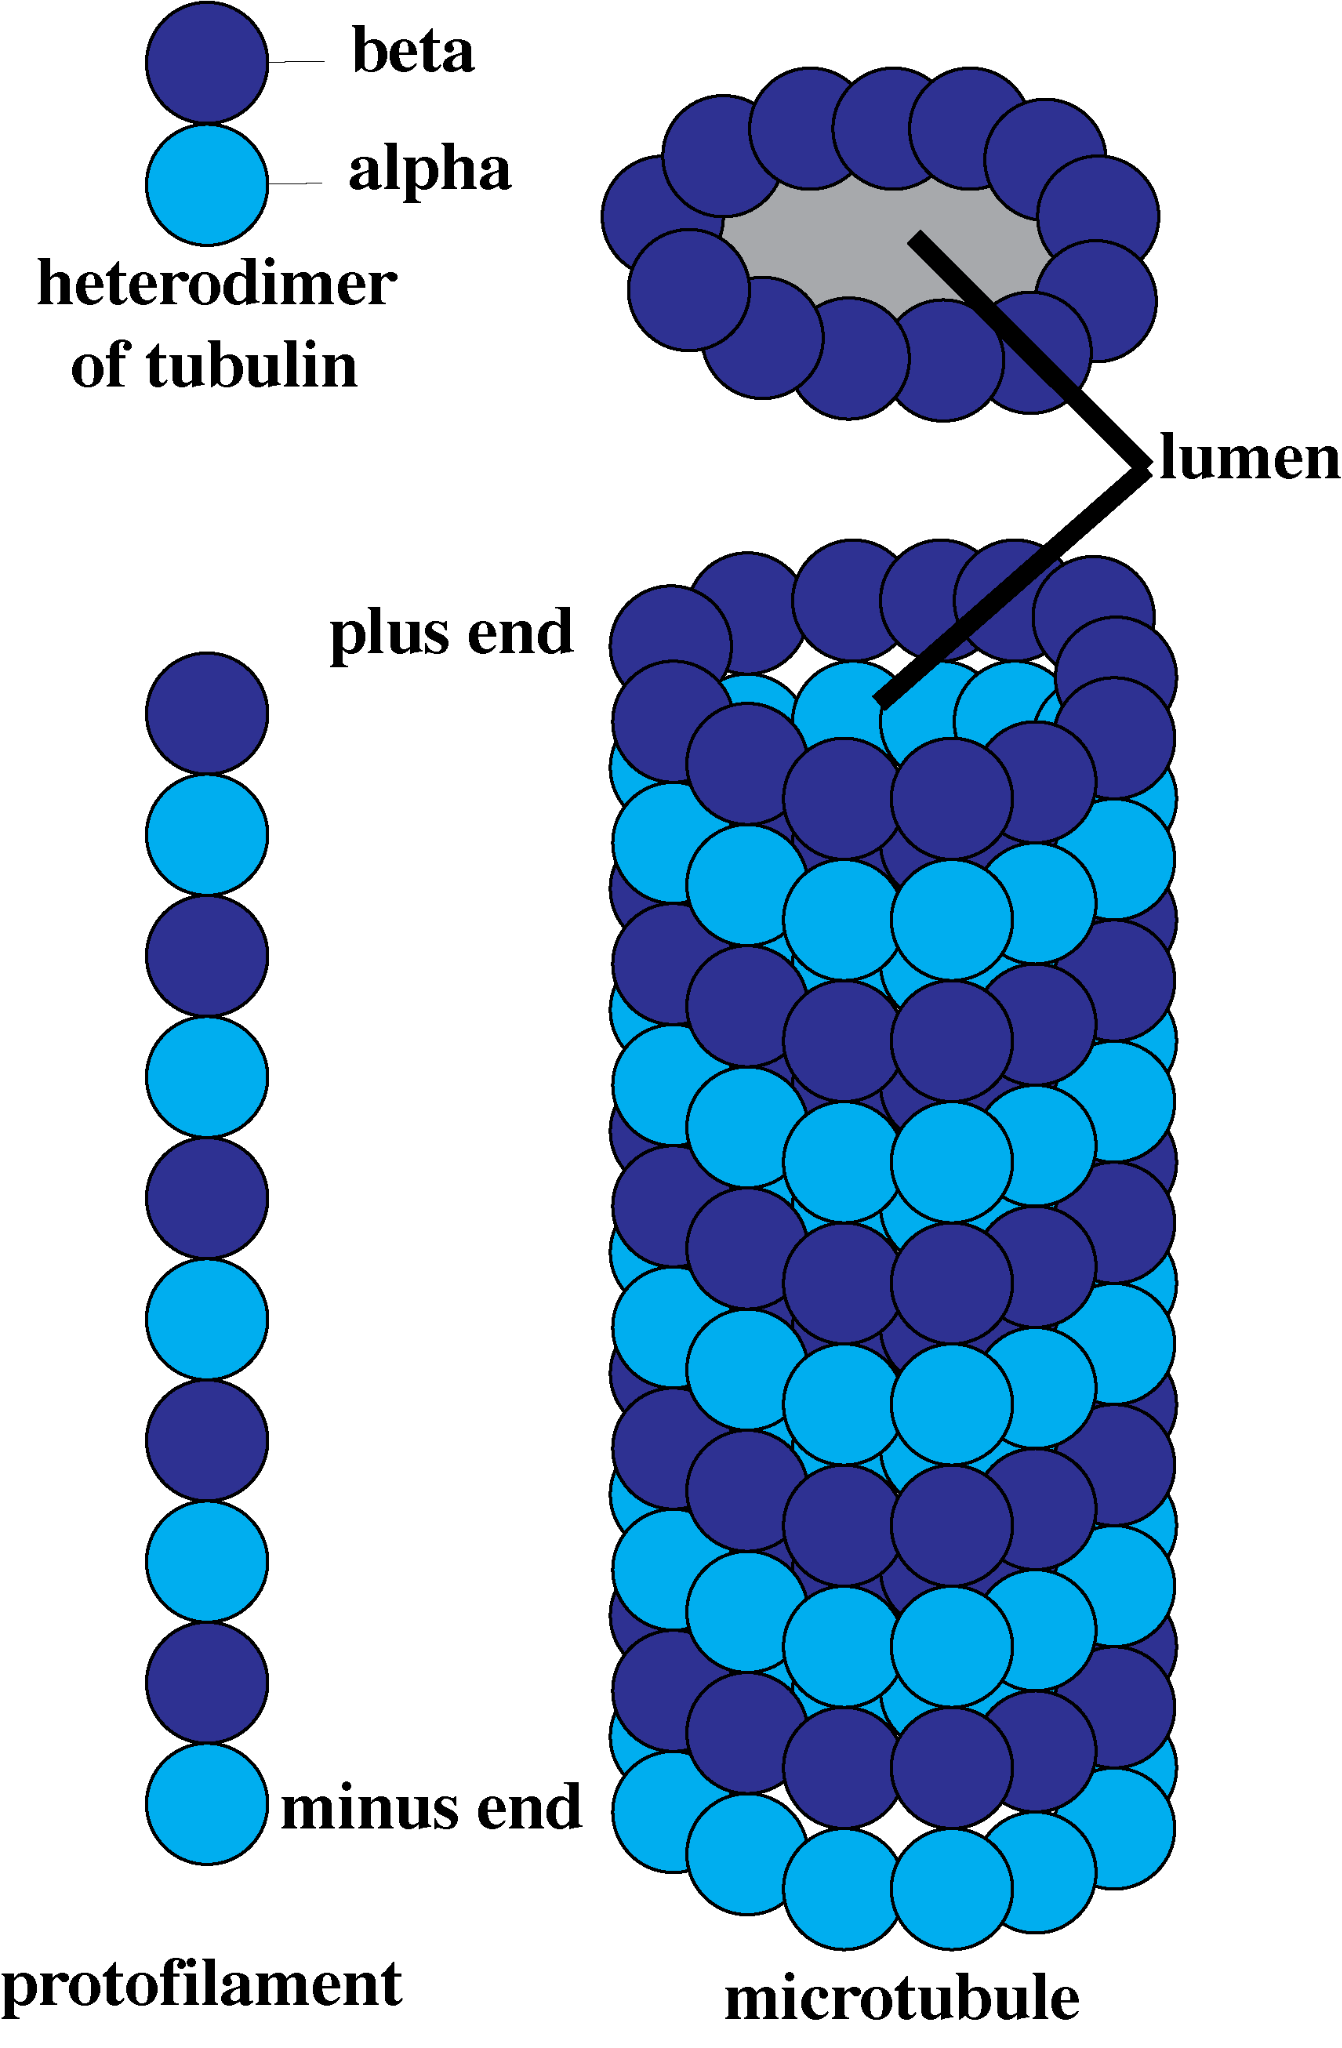 beta
alpha
heterodimer
of tubulin
lumen
plus end
minus end
protofilament
microtubule